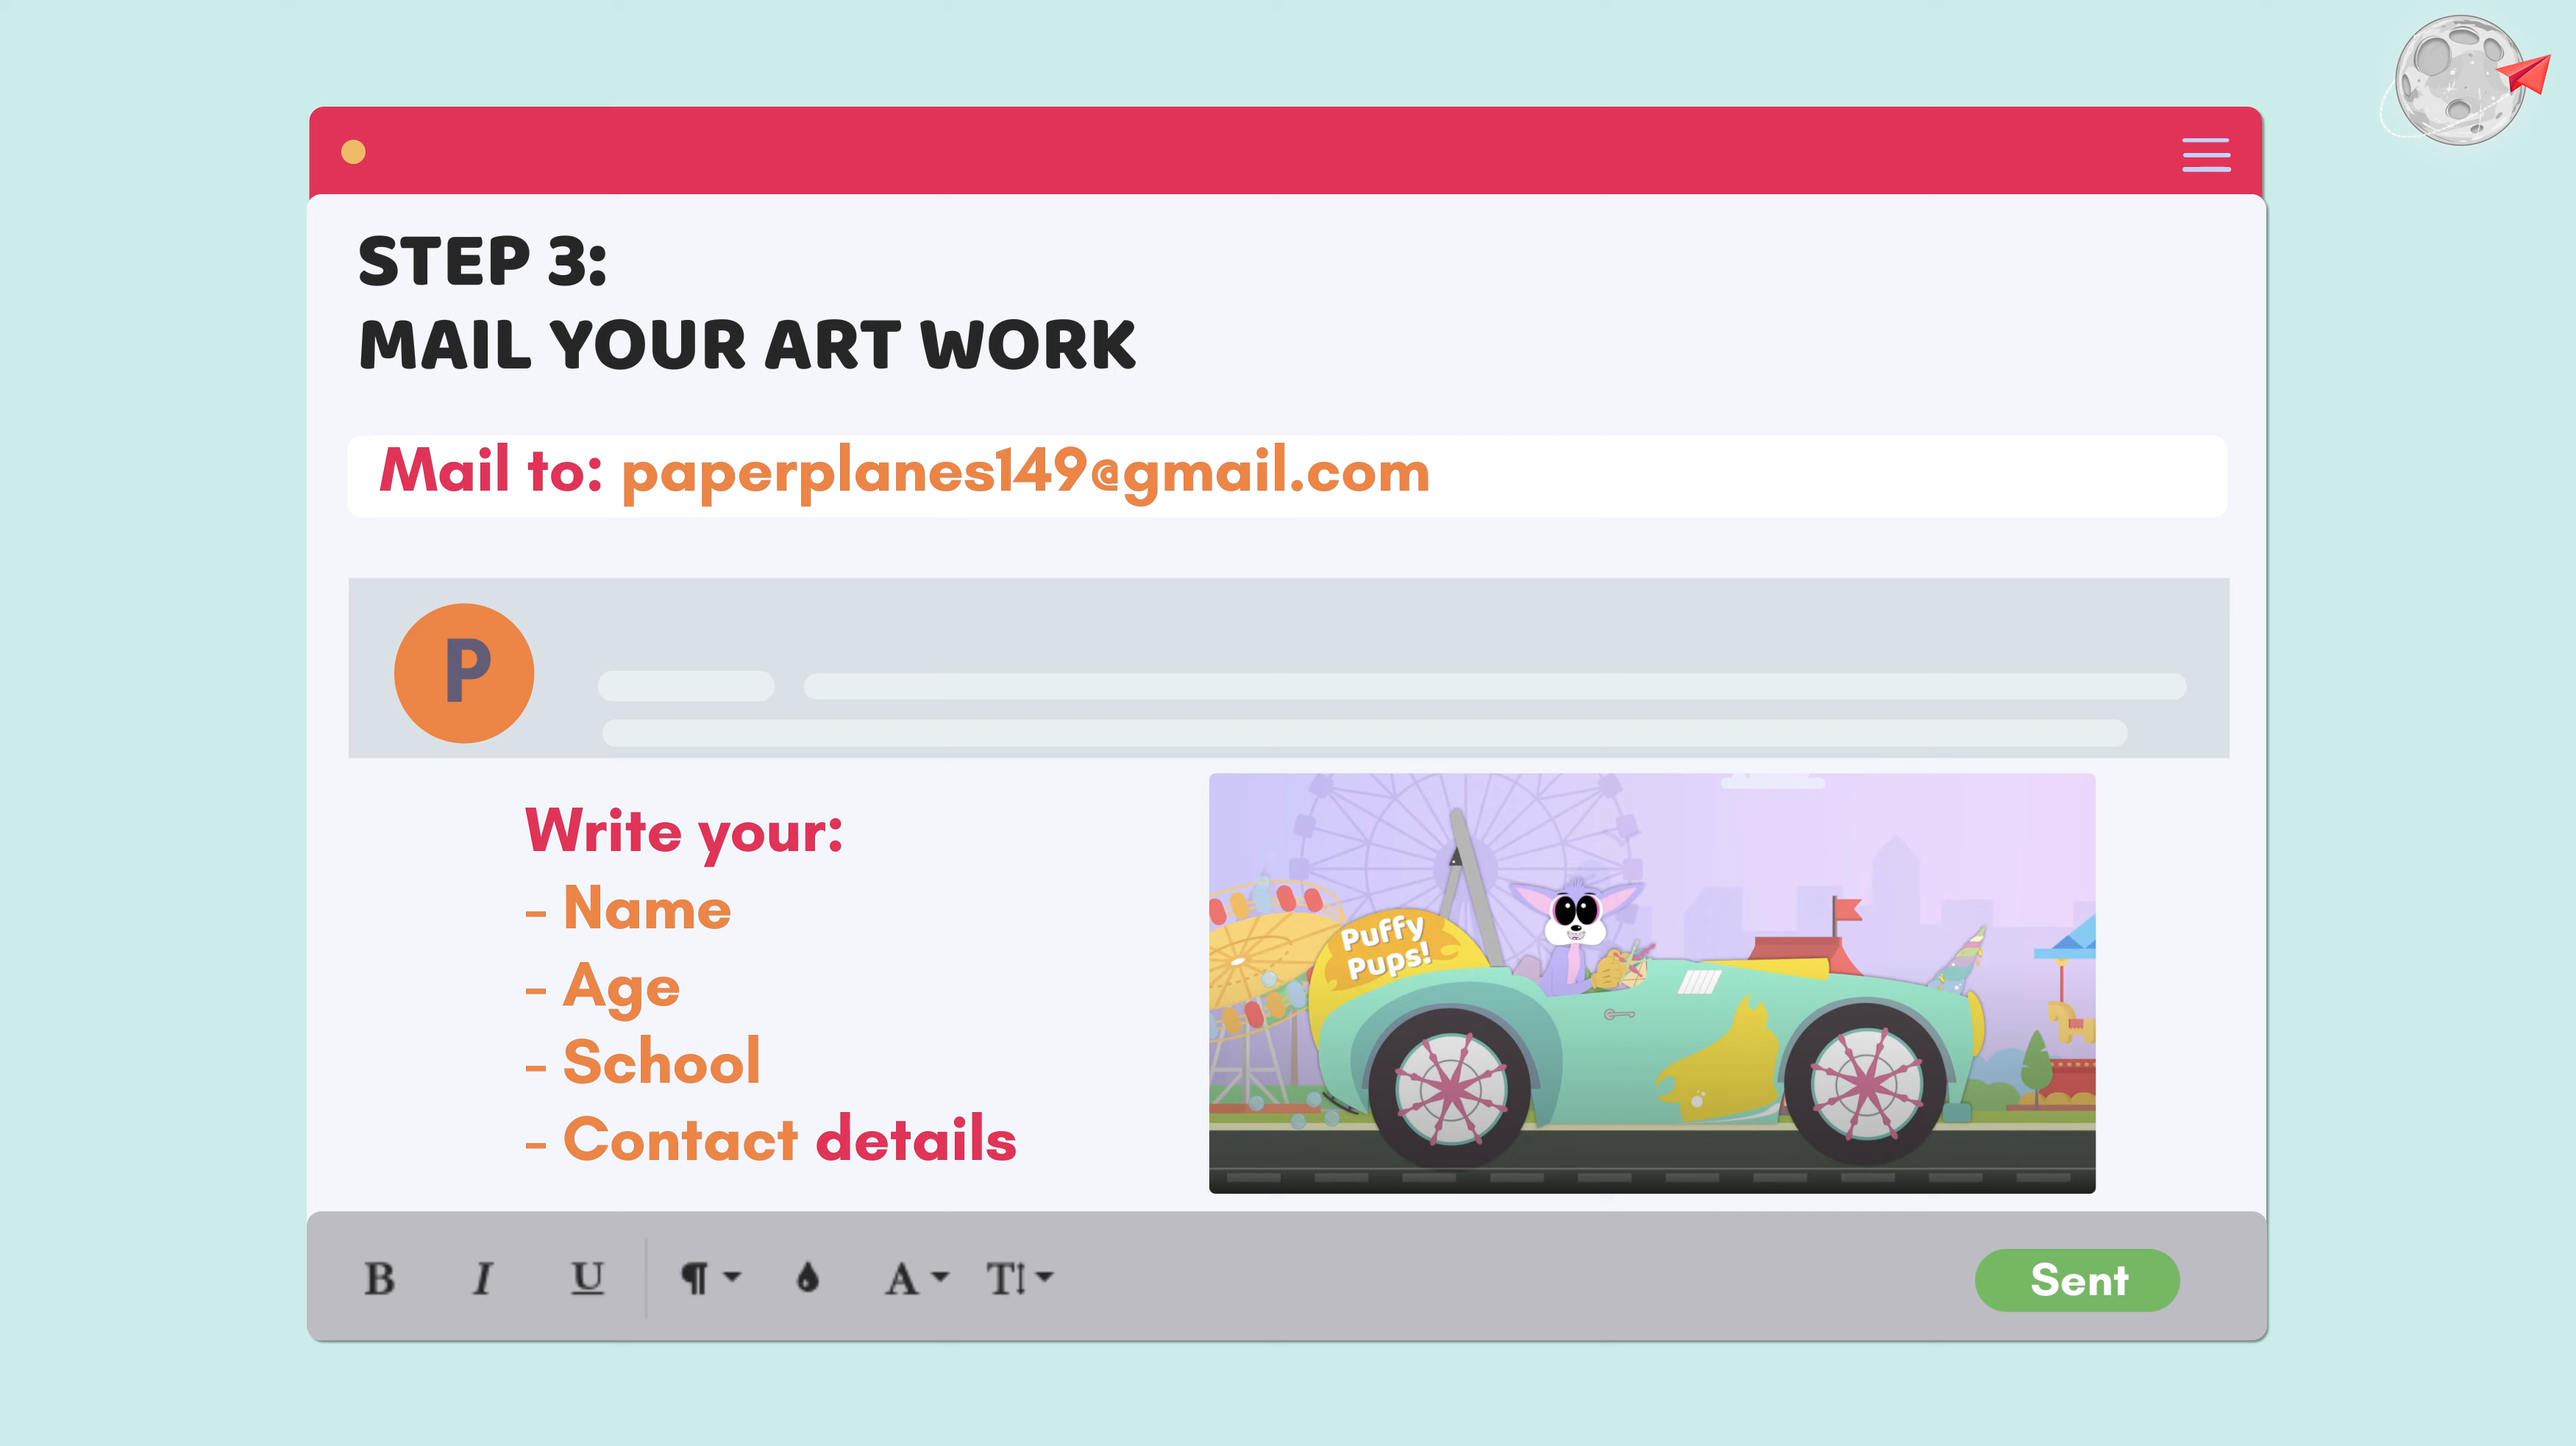 STEP 3:
MAIL YOUR ART WORK
Mail to: paperplanes149@gmail.com
P
Write your:
- Name
- Age
- School
- Contact details
Puffy
Pups!
B I U ¶ A T
Sent